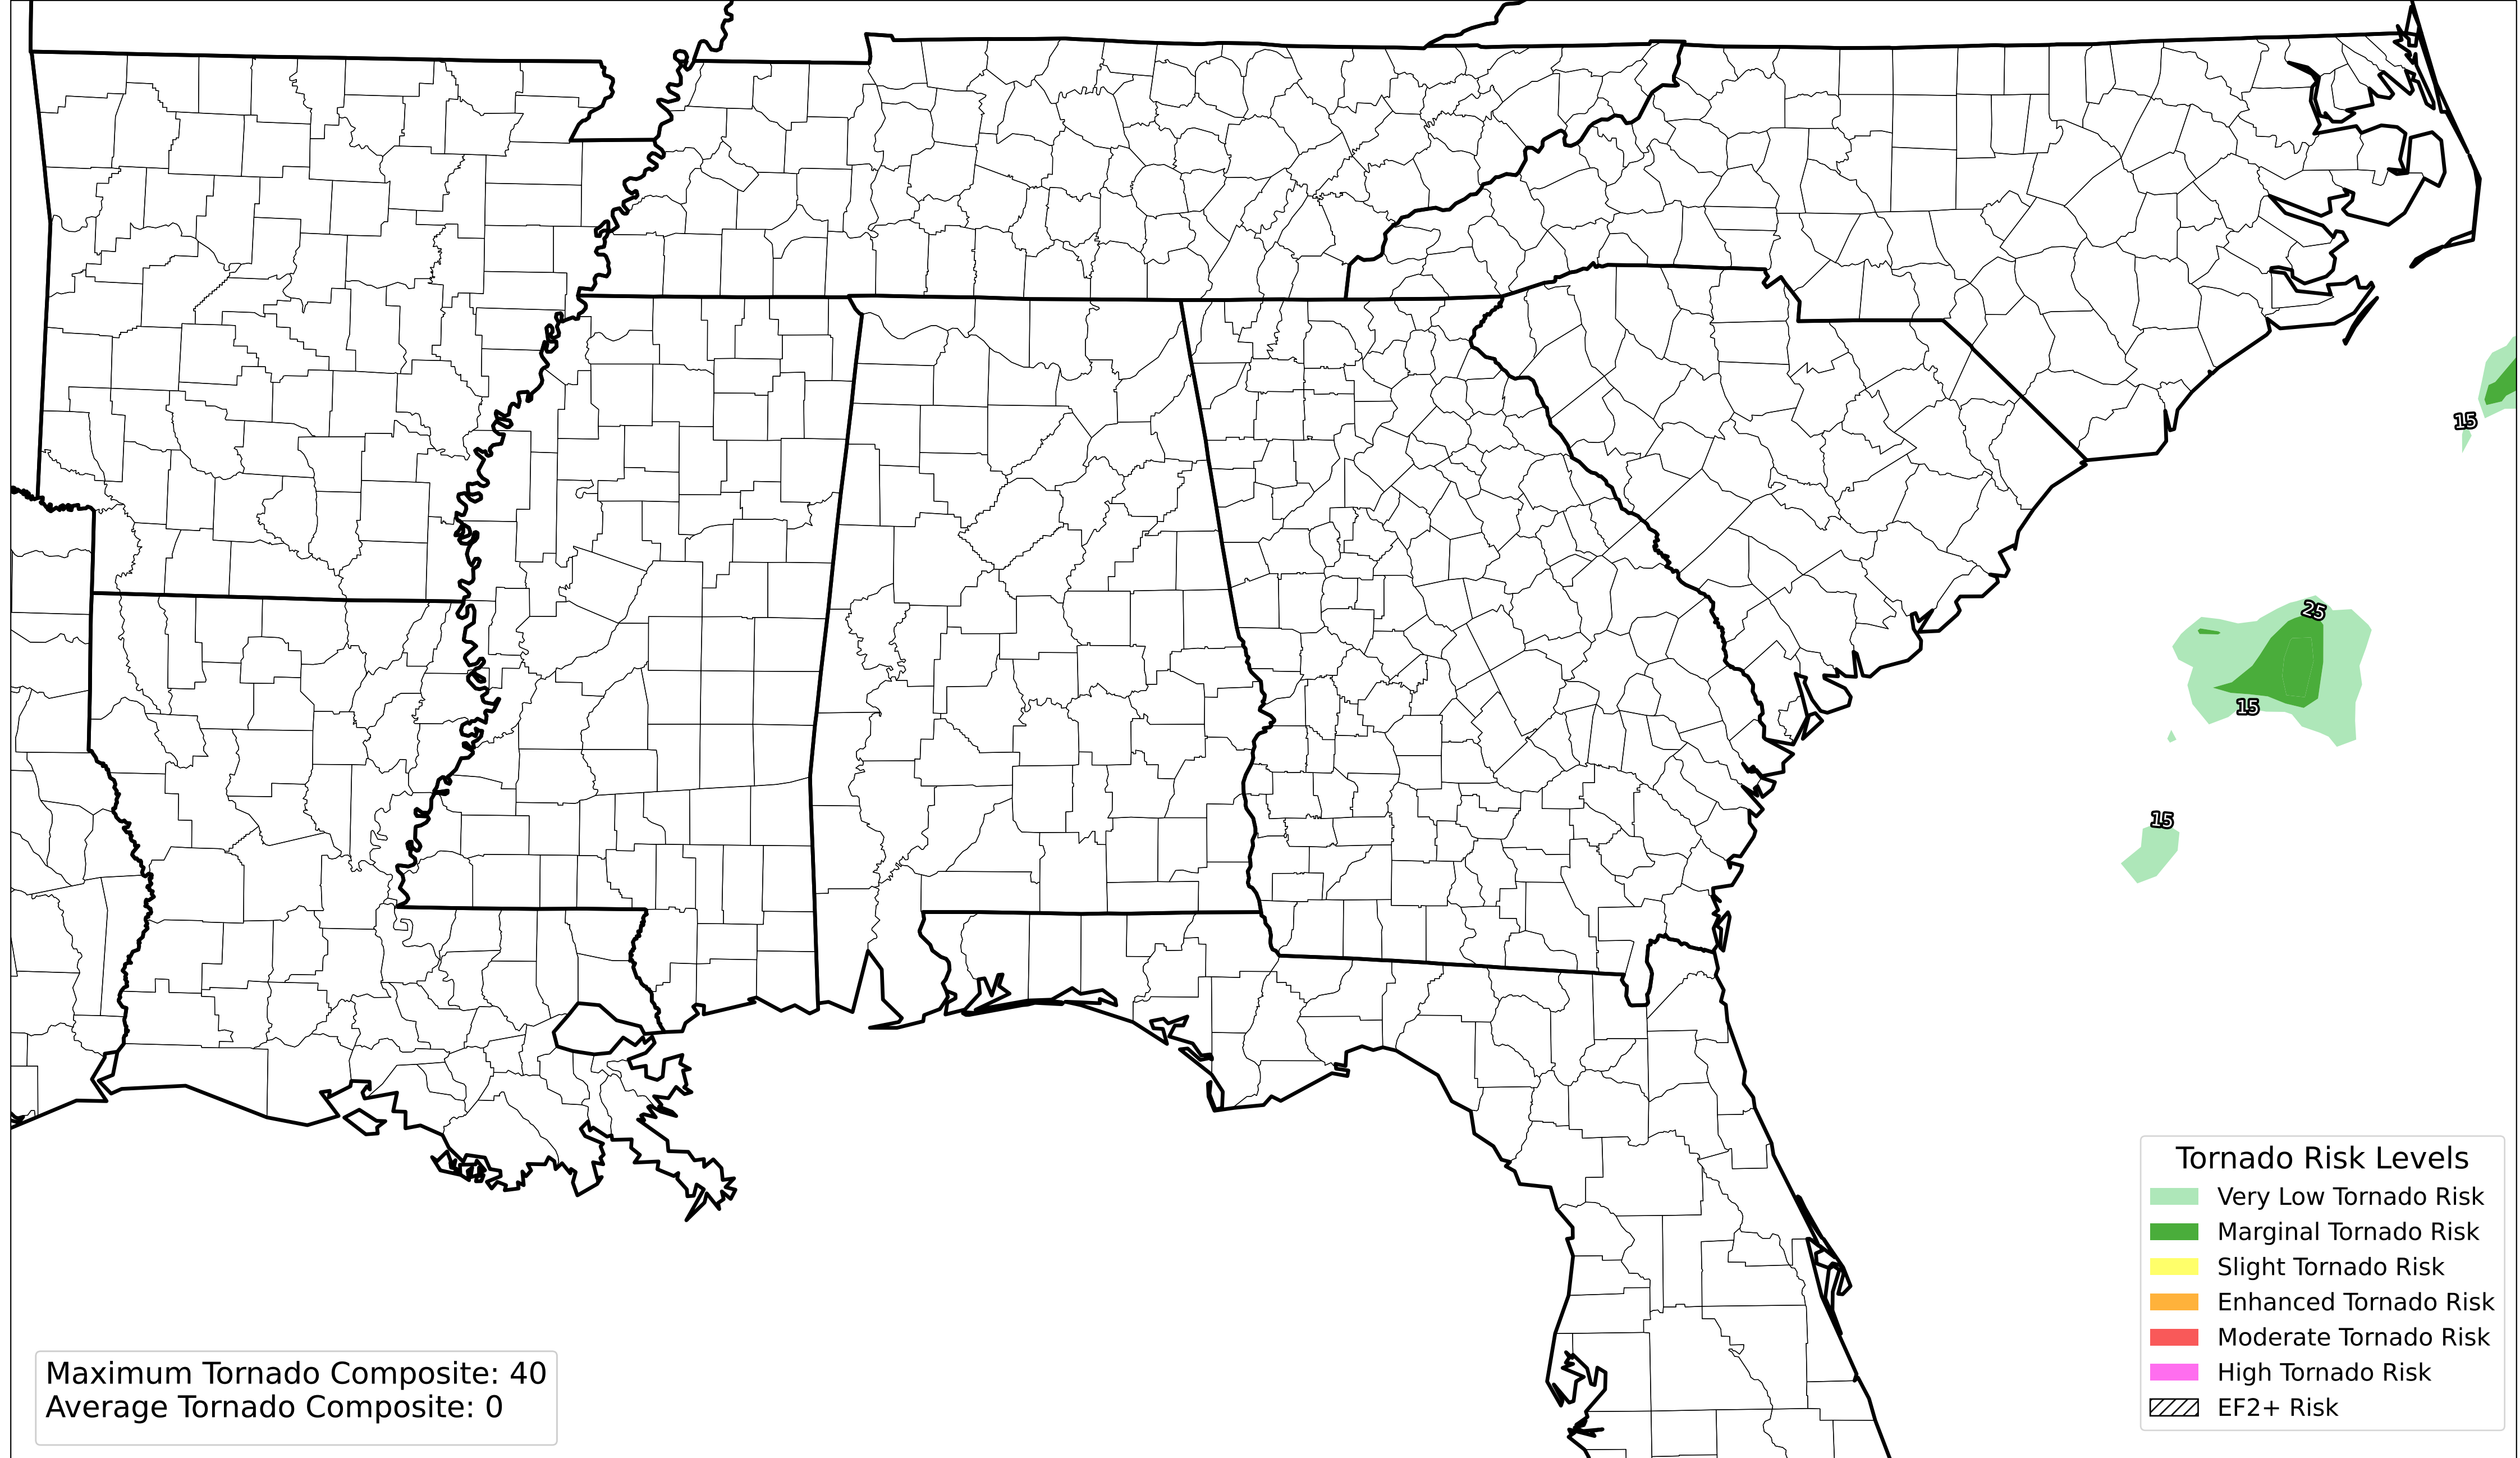 15
25
15
15
Tornado Risk Levels
Very Low Tornado Risk
Marginal Tornado Risk
Slight Tornado Risk
Enhanced Tornado Risk
Moderate Tornado Risk
High Tornado Risk
EF2+ Risk
Maximum Tornado Composite: 40
Average Tornado Composite: 0